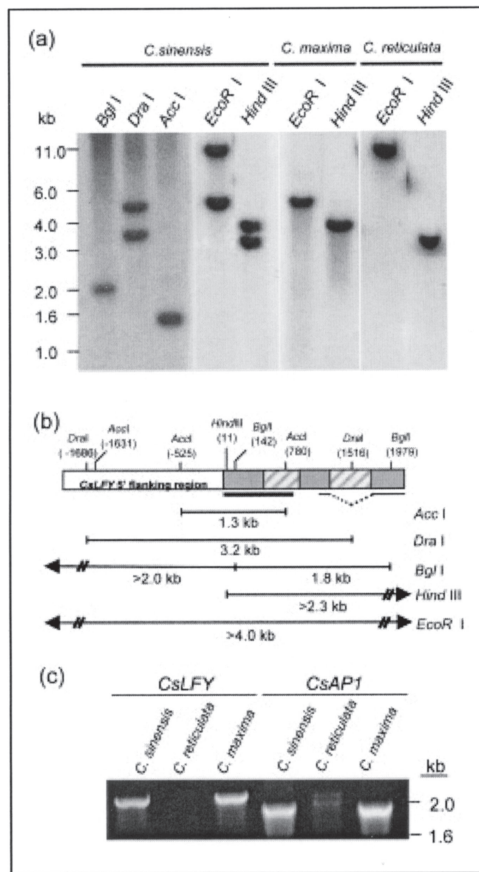 (a)
C.sinensis C. maxima C. reticulata
Bgl I Dra I Acc I EcoR I Hind III EcoR I Hind III EcoR I Hind III
kb
11.0
6.0
4.0
3.0
2.0
1.6
1.0
(b)
DraI (-1686) AccI (-1631) AccI (-525) HindIII (11) BglI (142) AccI (780) DraI (1516) BglI (1979)
CsLFY 5' flanking region
1.3 kb Acc I
3.2 kb Dra I
>2.0 kb 1.8 kb Bgl I
>2.3 kb Hind III
>4.0 kb EcoR I
(c)
CsLFY CsAP1
C. sinensis C. reticulata C. maxima C. sinensis C. reticulata C. maxima
kb
2.0
1.6